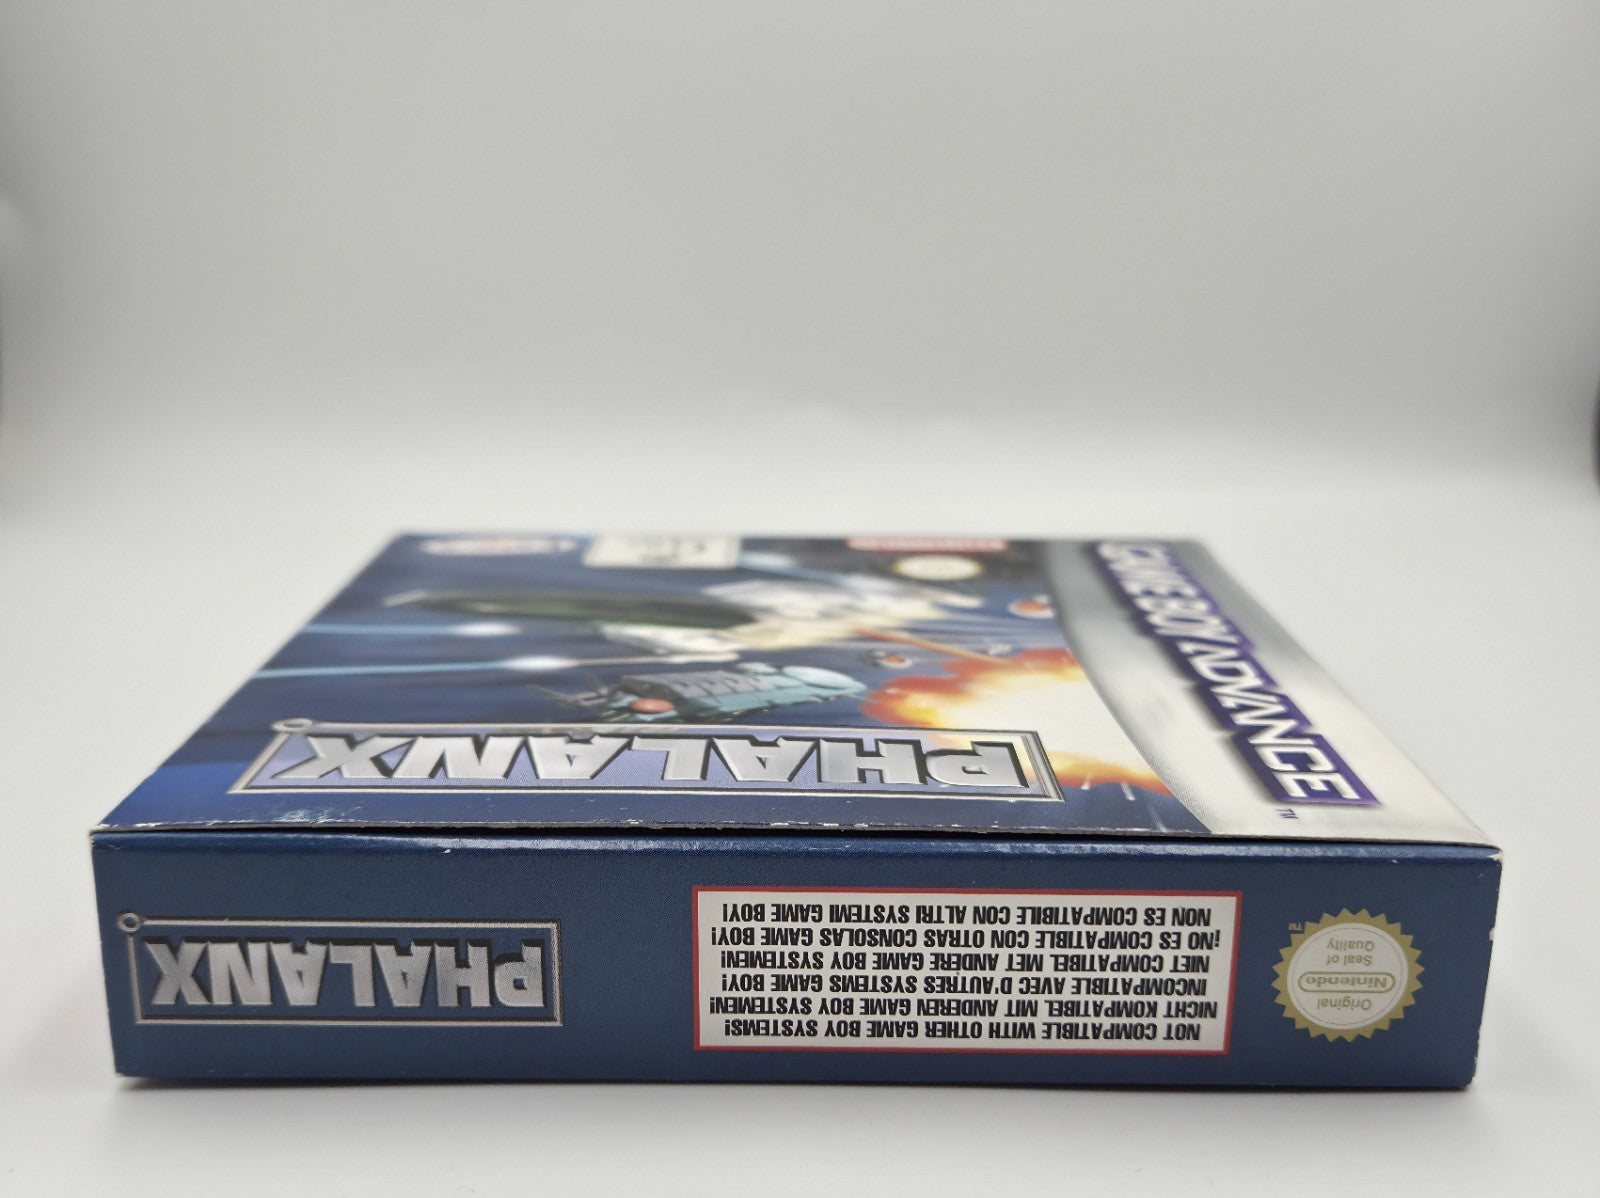 GAME BOY ADVANCE
TM
PHALANX
PHALANX
NOT COMPATIBLE WITH OTHER GAME BOY SYSTEMS!
NICHT KOMPATIBEL MIT ANDEREN GAME BOY SYSTEMEN!
INCOMPATIBLE AVEC D'AUTRES SYSTEMS GAME BOY!
NIET COMPATIBEL MET ANDERE GAME BOY SYSTEMEN!
¡NO ES COMPATIBLE CON OTRAS CONSOLAS GAME BOY!
NON ES COMPATIBILE CON ALTRI SYSTEMI GAME BOY!
Original
Nintendo
Seal of
Quality
TM